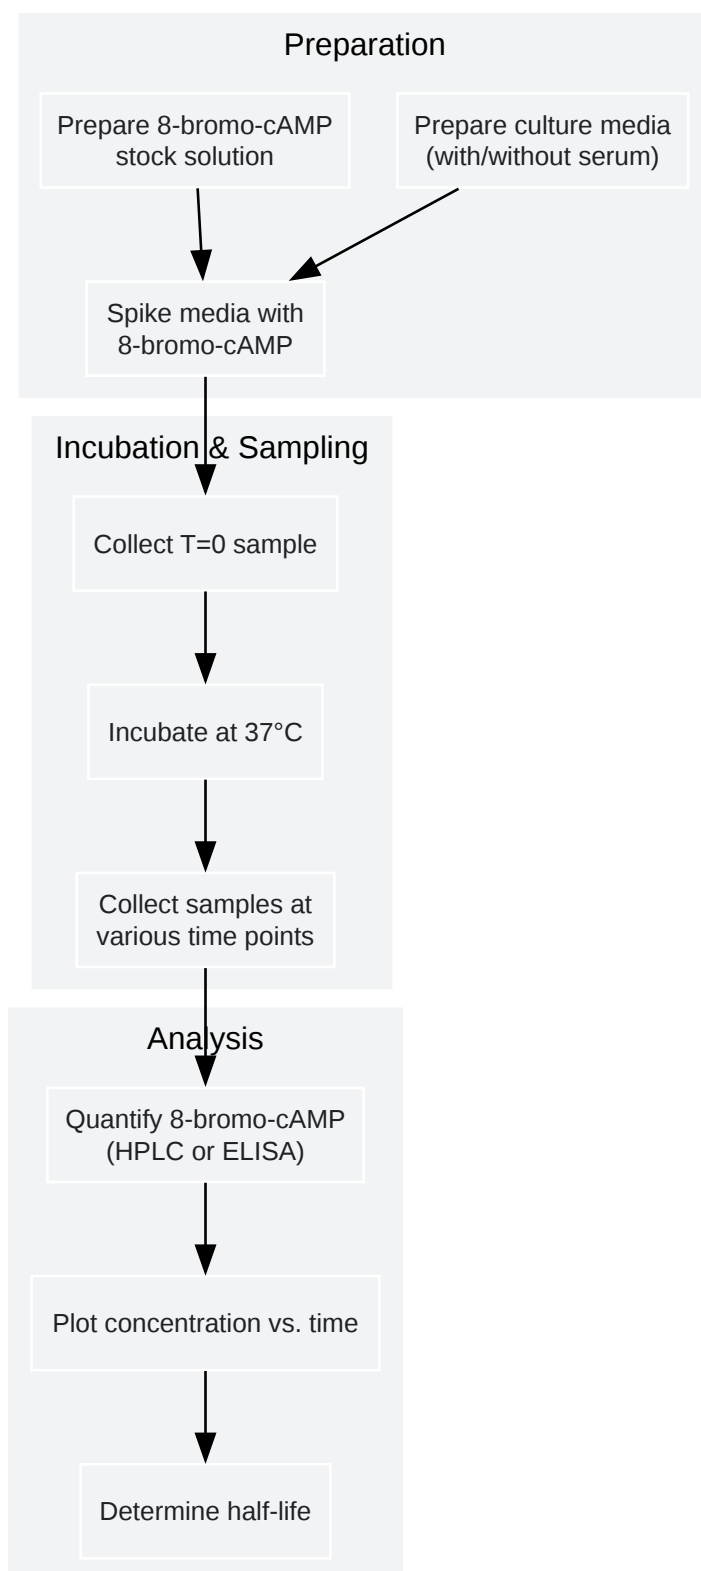 Preparation
Prepare 8-bromo-cAMP
stock solution
Prepare culture media
(with/without serum)
Spike media with
8-bromo-cAMP
Incubation & Sampling
Collect T=0 sample
Incubate at 37°C
Collect samples at
various time points
Analysis
Quantify 8-bromo-cAMP
(HPLC or ELISA)
Plot concentration vs. time
Determine half-life